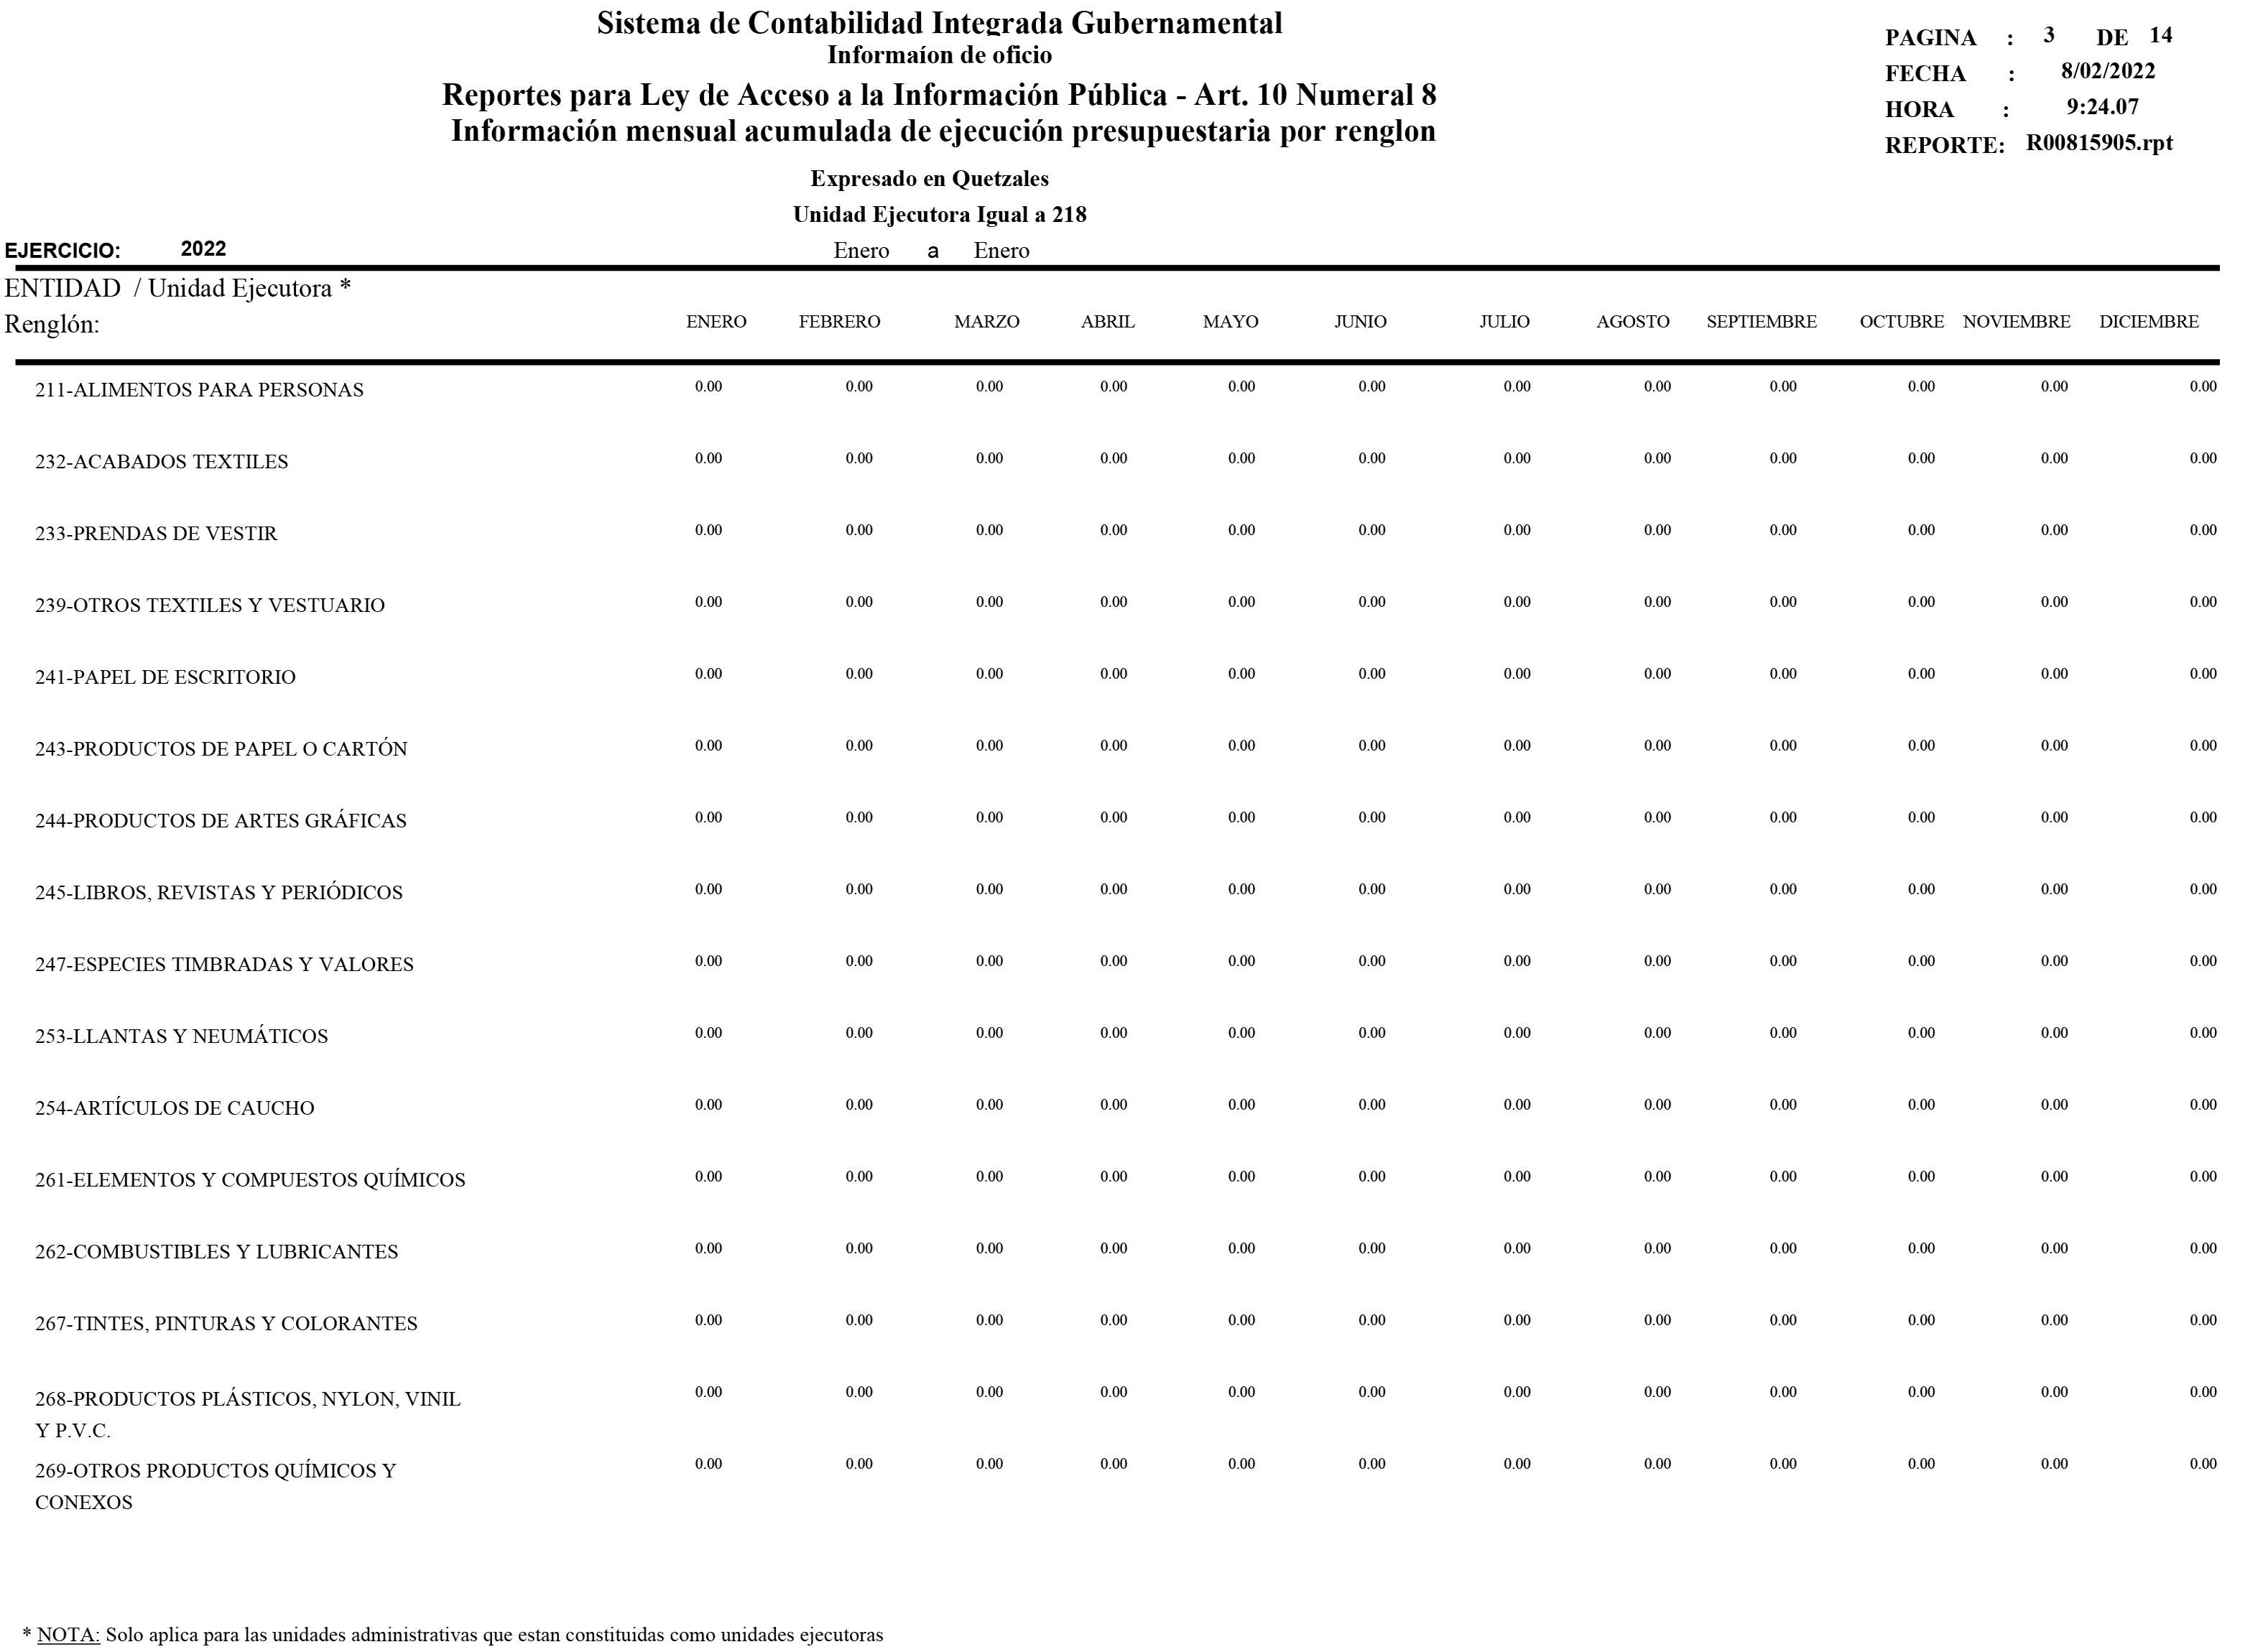 Sistema de Contabilidad Integrada Gubernamental
Informaíon de oficio
Reportes para Ley de Acceso a la Información Pública - Art. 10 Numeral 8
Información mensual acumulada de ejecución presupuestaria por renglon
Expresado en Quetzales
Unidad Ejecutora Igual a 218
PAGINA : 3 DE 14
FECHA : 8/02/2022
HORA : 9:24.07
REPORTE: R00815905.rpt
EJERCICIO: 2022 Enero a Enero
ENTIDAD / Unidad Ejecutora *
Renglón: ENERO FEBRERO MARZO ABRIL MAYO JUNIO JULIO AGOSTO SEPTIEMBRE OCTUBRE NOVIEMBRE DICIEMBRE
211-ALIMENTOS PARA PERSONAS 0.00 0.00 0.00 0.00 0.00 0.00 0.00 0.00 0.00 0.00 0.00 0.00
232-ACABADOS TEXTILES 0.00 0.00 0.00 0.00 0.00 0.00 0.00 0.00 0.00 0.00 0.00 0.00
233-PRENDAS DE VESTIR 0.00 0.00 0.00 0.00 0.00 0.00 0.00 0.00 0.00 0.00 0.00 0.00
239-OTROS TEXTILES Y VESTUARIO 0.00 0.00 0.00 0.00 0.00 0.00 0.00 0.00 0.00 0.00 0.00 0.00
241-PAPEL DE ESCRITORIO 0.00 0.00 0.00 0.00 0.00 0.00 0.00 0.00 0.00 0.00 0.00 0.00
243-PRODUCTOS DE PAPEL O CARTÓN 0.00 0.00 0.00 0.00 0.00 0.00 0.00 0.00 0.00 0.00 0.00 0.00
244-PRODUCTOS DE ARTES GRÁFICAS 0.00 0.00 0.00 0.00 0.00 0.00 0.00 0.00 0.00 0.00 0.00 0.00
245-LIBROS, REVISTAS Y PERIÓDICOS 0.00 0.00 0.00 0.00 0.00 0.00 0.00 0.00 0.00 0.00 0.00 0.00
247-ESPECIES TIMBRADAS Y VALORES 0.00 0.00 0.00 0.00 0.00 0.00 0.00 0.00 0.00 0.00 0.00 0.00
253-LLANTAS Y NEUMÁTICOS 0.00 0.00 0.00 0.00 0.00 0.00 0.00 0.00 0.00 0.00 0.00 0.00
254-ARTÍCULOS DE CAUCHO 0.00 0.00 0.00 0.00 0.00 0.00 0.00 0.00 0.00 0.00 0.00 0.00
261-ELEMENTOS Y COMPUESTOS QUÍMICOS 0.00 0.00 0.00 0.00 0.00 0.00 0.00 0.00 0.00 0.00 0.00 0.00
262-COMBUSTIBLES Y LUBRICANTES 0.00 0.00 0.00 0.00 0.00 0.00 0.00 0.00 0.00 0.00 0.00 0.00
267-TINTES, PINTURAS Y COLORANTES 0.00 0.00 0.00 0.00 0.00 0.00 0.00 0.00 0.00 0.00 0.00 0.00
268-PRODUCTOS PLÁSTICOS, NYLON, VINIL 0.00 0.00 0.00 0.00 0.00 0.00 0.00 0.00 0.00 0.00 0.00 0.00
Y P.V.C.
269-OTROS PRODUCTOS QUÍMICOS Y 0.00 0.00 0.00 0.00 0.00 0.00 0.00 0.00 0.00 0.00 0.00 0.00
CONEXOS
* NOTA: Solo aplica para las unidades administrativas que estan constituidas como unidades ejecutoras